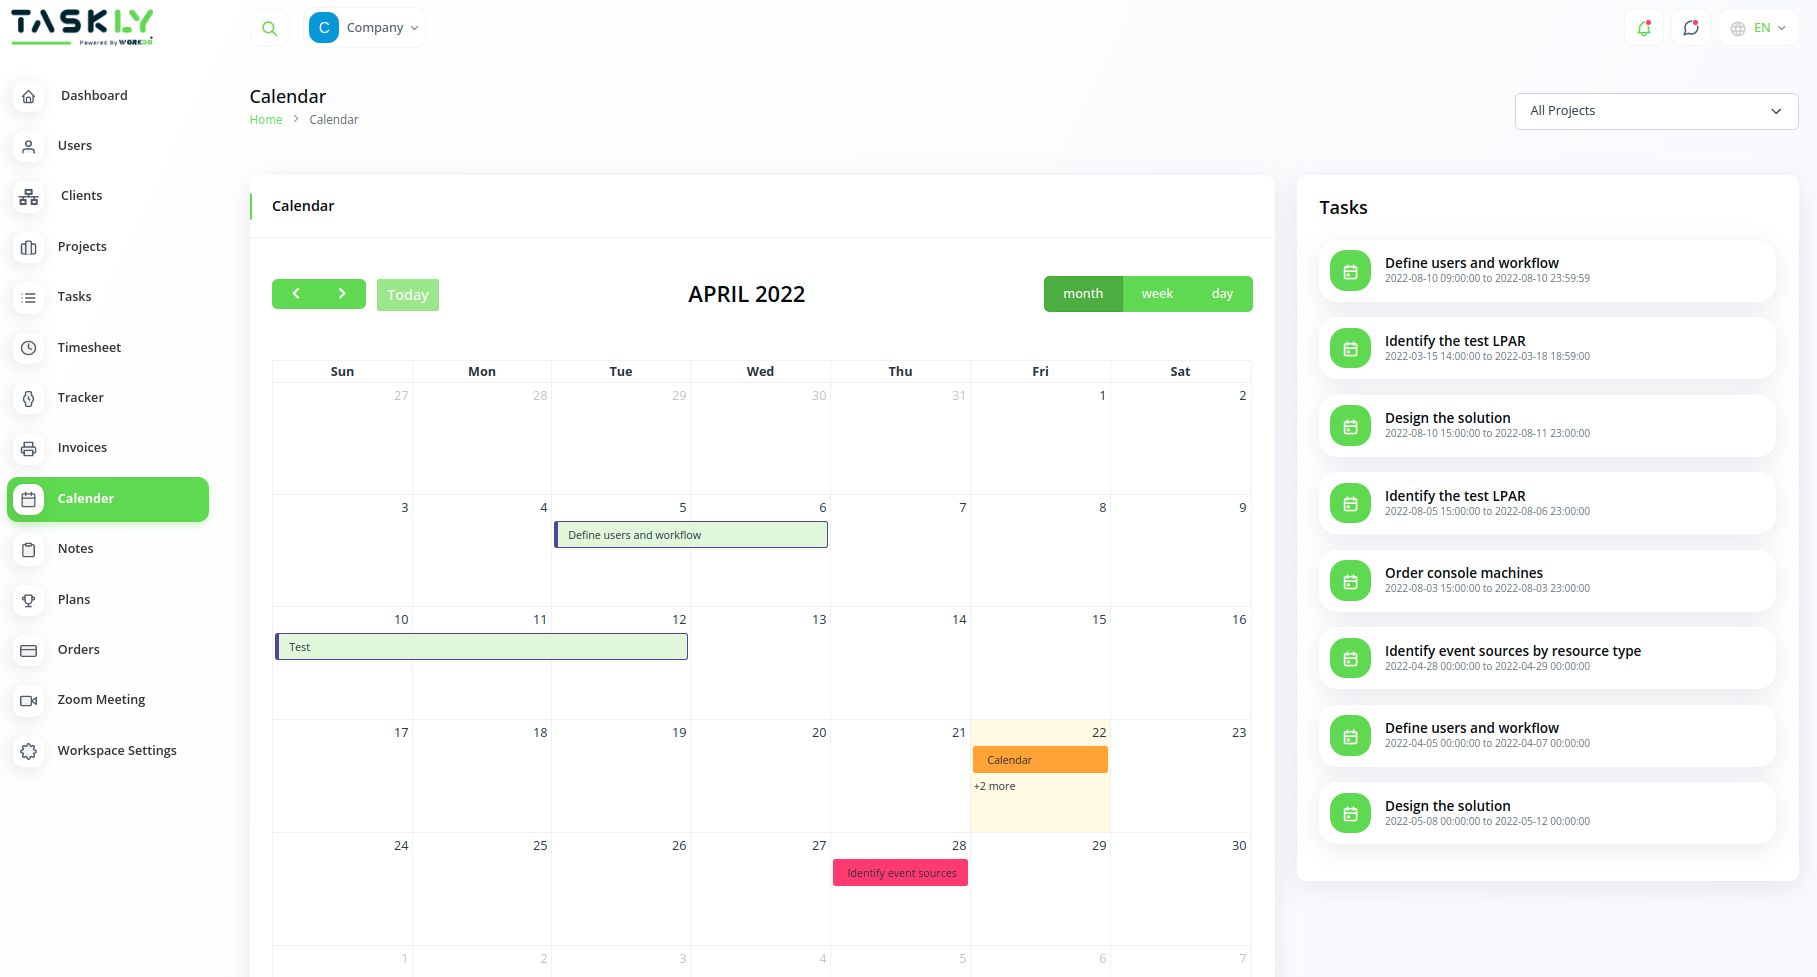 TASKLY
Powered By WORKDO
C Company
EN
Dashboard
Users
Clients
Projects
Tasks
Timesheet
Tracker
Invoices
Calender
Notes
Plans
Orders
Zoom Meeting
Workspace Settings
Calendar
Home > Calendar
All Projects
Calendar
Today
APRIL 2022
month week day
Sun Mon Tue Wed Thu Fri Sat
27 28 29 30 31 1 2
3 4 5 6 7 8 9
Define users and workflow
10 11 12 13 14 15 16
Test
17 18 19 20 21 22 23
Calendar
+2 more
24 25 26 27 28 29 30
Identify event sources
1 2 3 4 5 6 7
Tasks
Define users and workflow
2022-08-10 09:00:00 to 2022-08-10 23:59:59
Identify the test LPAR
2022-03-15 14:00:00 to 2022-03-18 18:59:00
Design the solution
2022-08-10 15:00:00 to 2022-08-11 23:00:00
Identify the test LPAR
2022-08-05 15:00:00 to 2022-08-06 23:00:00
Order console machines
2022-08-03 15:00:00 to 2022-08-03 23:00:00
Identify event sources by resource type
2022-04-28 00:00:00 to 2022-04-29 00:00:00
Define users and workflow
2022-04-05 00:00:00 to 2022-04-07 00:00:00
Design the solution
2022-05-08 00:00:00 to 2022-05-12 00:00:00